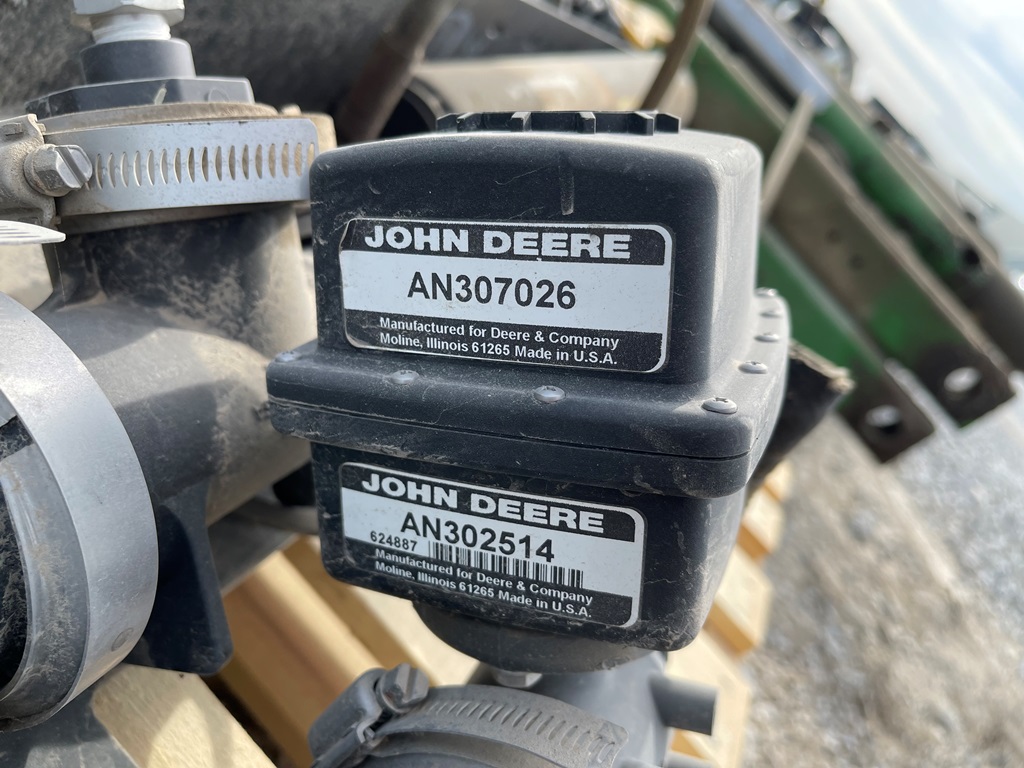 JOHN DEERE
AN307026
Manufactured for Deere & Company
Moline, Illinois 61265 Made in U.S.A.
JOHN DEERE
AN302514
624887
Manufactured for Deere & Company
Moline, Illinois 61265 Made in U.S.A.